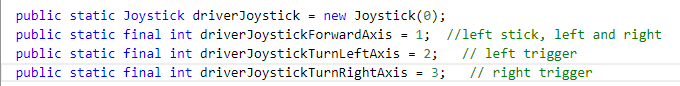 public static Joystick driverJoystick = new Joystick(0);
public static final int driverJoystickForwardAxis = 1;  //left stick, left and right
public static final int driverJoystickTurnLeftAxis = 2;   // left trigger
public static final int driverJoystickTurnRightAxis = 3;   // right trigger